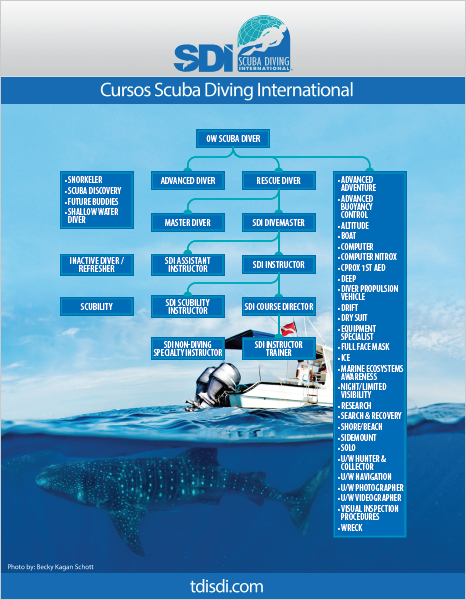 SDI
SCUBA DIVING
INTERNATIONAL
Cursos Scuba Diving International
OW SCUBA DIVER
• SNORKELER
• SCUBA DISCOVERY
• FUTURE BUDDIES
• SHALLOW WATER
DIVER
ADVANCED DIVER
RESCUE DIVER
MASTER DIVER
SDI DIVEMASTER
INACTIVE DIVER /
REFRESHER
SDI ASSISTANT
INSTRUCTOR
SDI INSTRUCTOR
SCUBILITY
SDI SCUBILITY
INSTRUCTOR
SDI COURSE DIRECTOR
SDI NON-DIVING
SPECIALTY INSTRUCTOR
SDI INSTRUCTOR
TRAINER
• ADVANCED
ADVENTURE
• ADVANCED
BUOYANCY
CONTROL
• ALTITUDE
• BOAT
• COMPUTER
• COMPUTER NITROX
• CPROX 1ST AED
• DEEP
• DIVER PROPULSION
VEHICLE
• DRIFT
• DRY SUIT
• EQUIPMENT
SPECIALIST
• FULL FACE MASK
• ICE
• MARINE ECOSYSTEMS
AWARENESS
• NIGHT/LIMITED
VISIBILITY
• RESEARCH
• SEARCH & RECOVERY
• SHORE/BEACH
• SIDEMOUNT
• SOLO
• U/W HUNTER &
COLLECTOR
• U/W NAVIGATION
• U/W PHOTOGRAPHER
• U/W VIDEOGRAPHER
• VISUAL INSPECTION
PROCEDURES
• WRECK
Photo by: Becky Kagan Schott
tdisdi.com